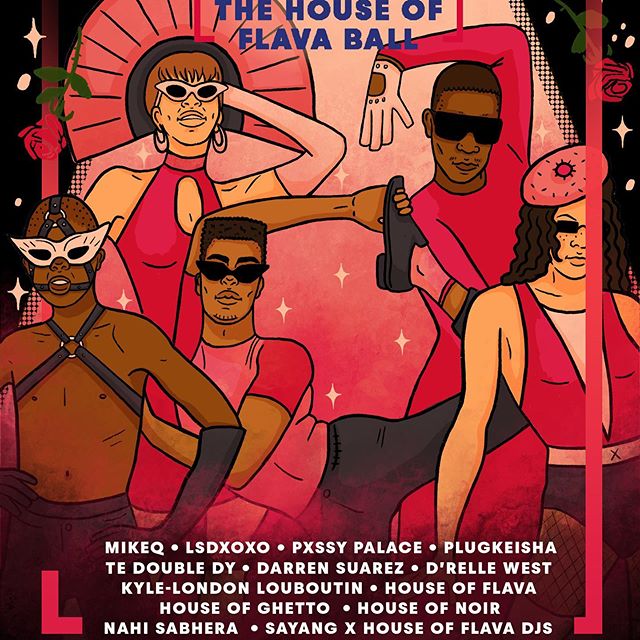 THE HOUSE OF
FLAVA BALL
MIKEQ • LSDXOXO • PXSSY PALACE • PLUGKEISHA
TE DOUBLE DY • DARREN SUAREZ • D'RELLE WEST
KYLE-LONDON LOUBOUTIN • HOUSE OF FLAVA
HOUSE OF GHETTO • HOUSE OF NOIR
NAHI SABHERA • SAYANG X HOUSE OF FLAVA DJS